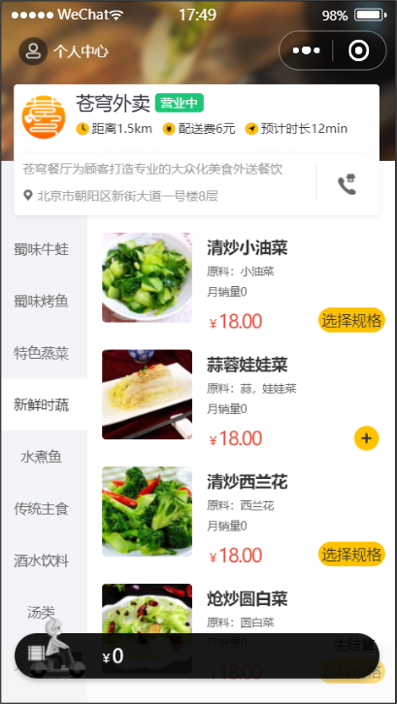 WeChat 17:49 98%
个人中心
苍穹外卖 营业中
距离1.5km 配送费6元 预计时长12min
苍穹餐厅为顾客打造专业的大众化美食外送餐饮
北京市朝阳区新街大道一号楼8层
蜀味牛蛙
蜀味烤鱼
特色蒸菜
新鲜时蔬
水煮鱼
传统主食
酒水饮料
汤类
清炒小油菜
原料：小油菜
月销量0
¥18.00 选择规格
蒜蓉娃娃菜
原料：蒜，娃娃菜
月销量0
¥18.00 +
清炒西兰花
原料：西兰花
月销量0
¥18.00 选择规格
炝炒圆白菜
原料：圆白菜
月销量0
¥18.00 选择规格
¥0 去结算